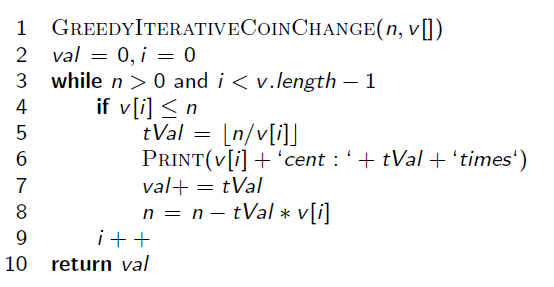 1 GREEDYITERATIVECOINCHANGE(n, v[])
2 val = 0, i = 0
3 while n > 0 and i < v.length − 1
4 if v[i] ≤ n
5 tVal = ⌊n/v[i]⌋
6 PRINT(v[i] + 'cent : ' + tVal + 'times')
7 val+ = tVal
8 n = n − tVal * v[i]
9 i + +
10 return val